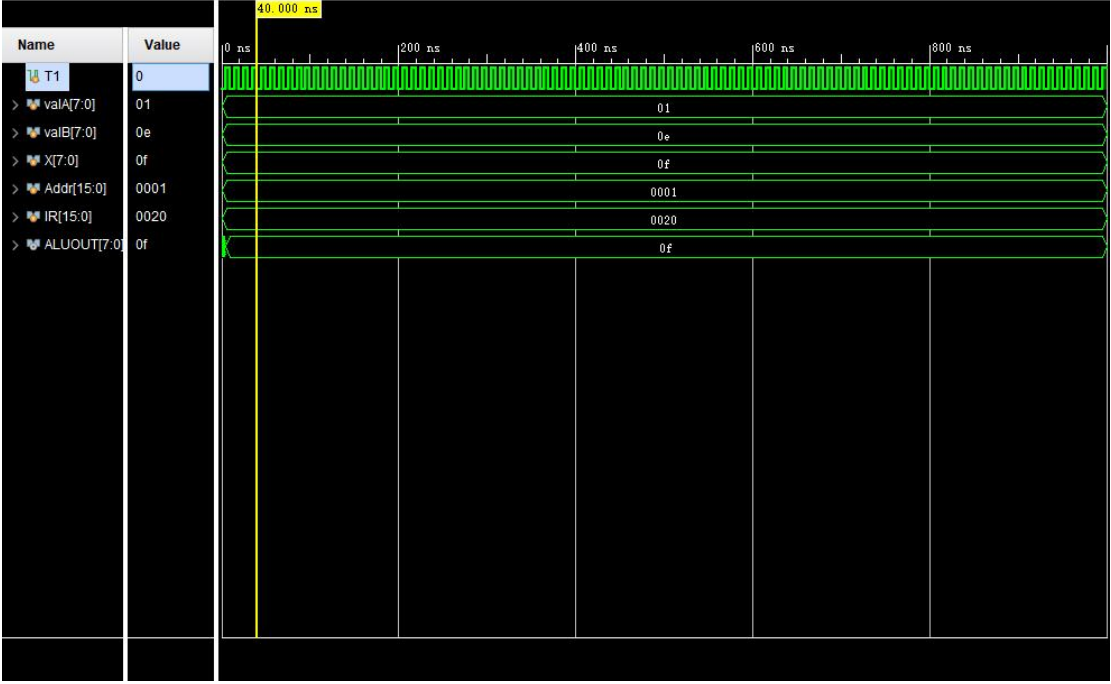 40.000 ns
Name Value
0 ns 200 ns 400 ns 600 ns 800 ns
T1 0
valA[7:0] 01 01
valB[7:0] 0e 0e
X[7:0] 0f 0f
Addr[15:0] 0001 0001
IR[15:0] 0020 0020
ALUOUT[7:0] 0f 0f